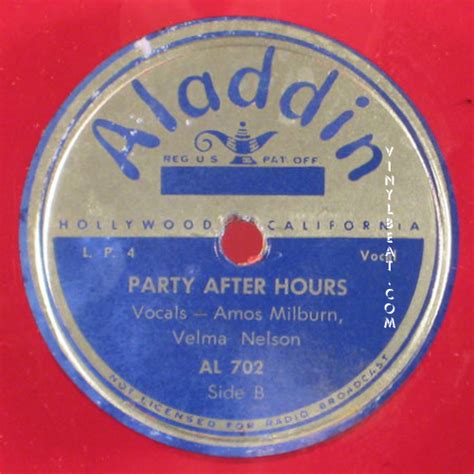 Aladdin
REG US PAT. OFF.
HOLLYWOOD CALIFORNIA
L. P. 4 Vocal
PARTY AFTER HOURS
Vocals — Amos Milburn,
Velma Nelson
AL 702
Side B
NOT LICENSED FOR RADIO BROADCAST
VINYLBEAT.COM